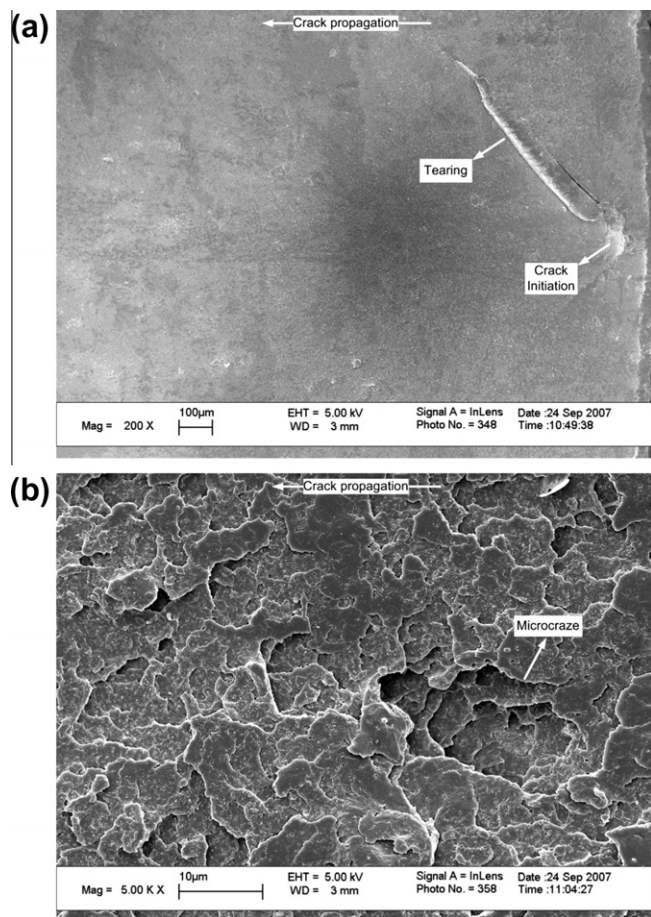 (a)
Crack propagation
Tearing
Crack
Initiation
Mag = 200 X
100µm
EHT = 5.00 kV
WD = 3 mm
Signal A = InLens
Photo No. = 348
Date :24 Sep 2007
Time :10:49:38
(b)
Crack propagation
Microcraze
Mag = 5.00 K X
10µm
EHT = 5.00 kV
WD = 3 mm
Signal A = InLens
Photo No. = 358
Date :24 Sep 2007
Time :11:04:27